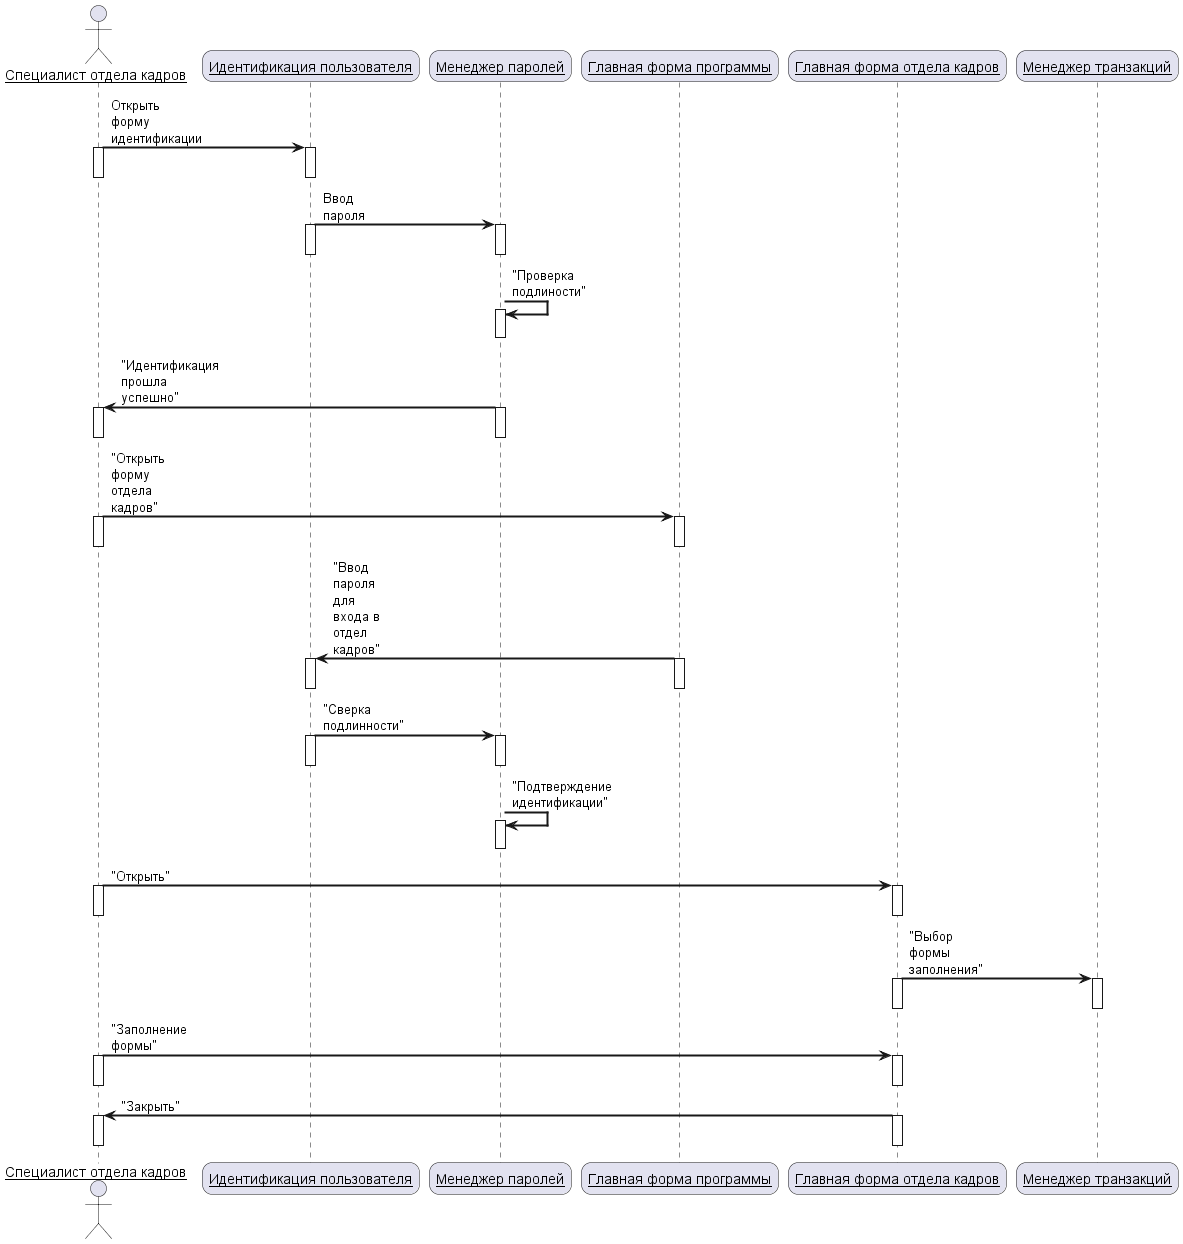 Специалист отдела кадров
Идентификация пользователя
Менеджер паролей
Главная форма программы
Главная форма отдела кадров
Менеджер транзакций
Открыть
форму
идентификации
Ввод
пароля
"Проверка
подлиности"
"Идентификация
прошла
успешно"
"Открыть
форму
отдела
кадров"
"Ввод
пароля
для
входа в
отдел
кадров"
"Сверка
подлинности"
"Подтверждение
идентификации"
"Открыть"
"Выбор
формы
заполнения"
"Заполнение
формы"
"Закрыть"
Специалист отдела кадров
Идентификация пользователя
Менеджер паролей
Главная форма программы
Главная форма отдела кадров
Менеджер транзакций